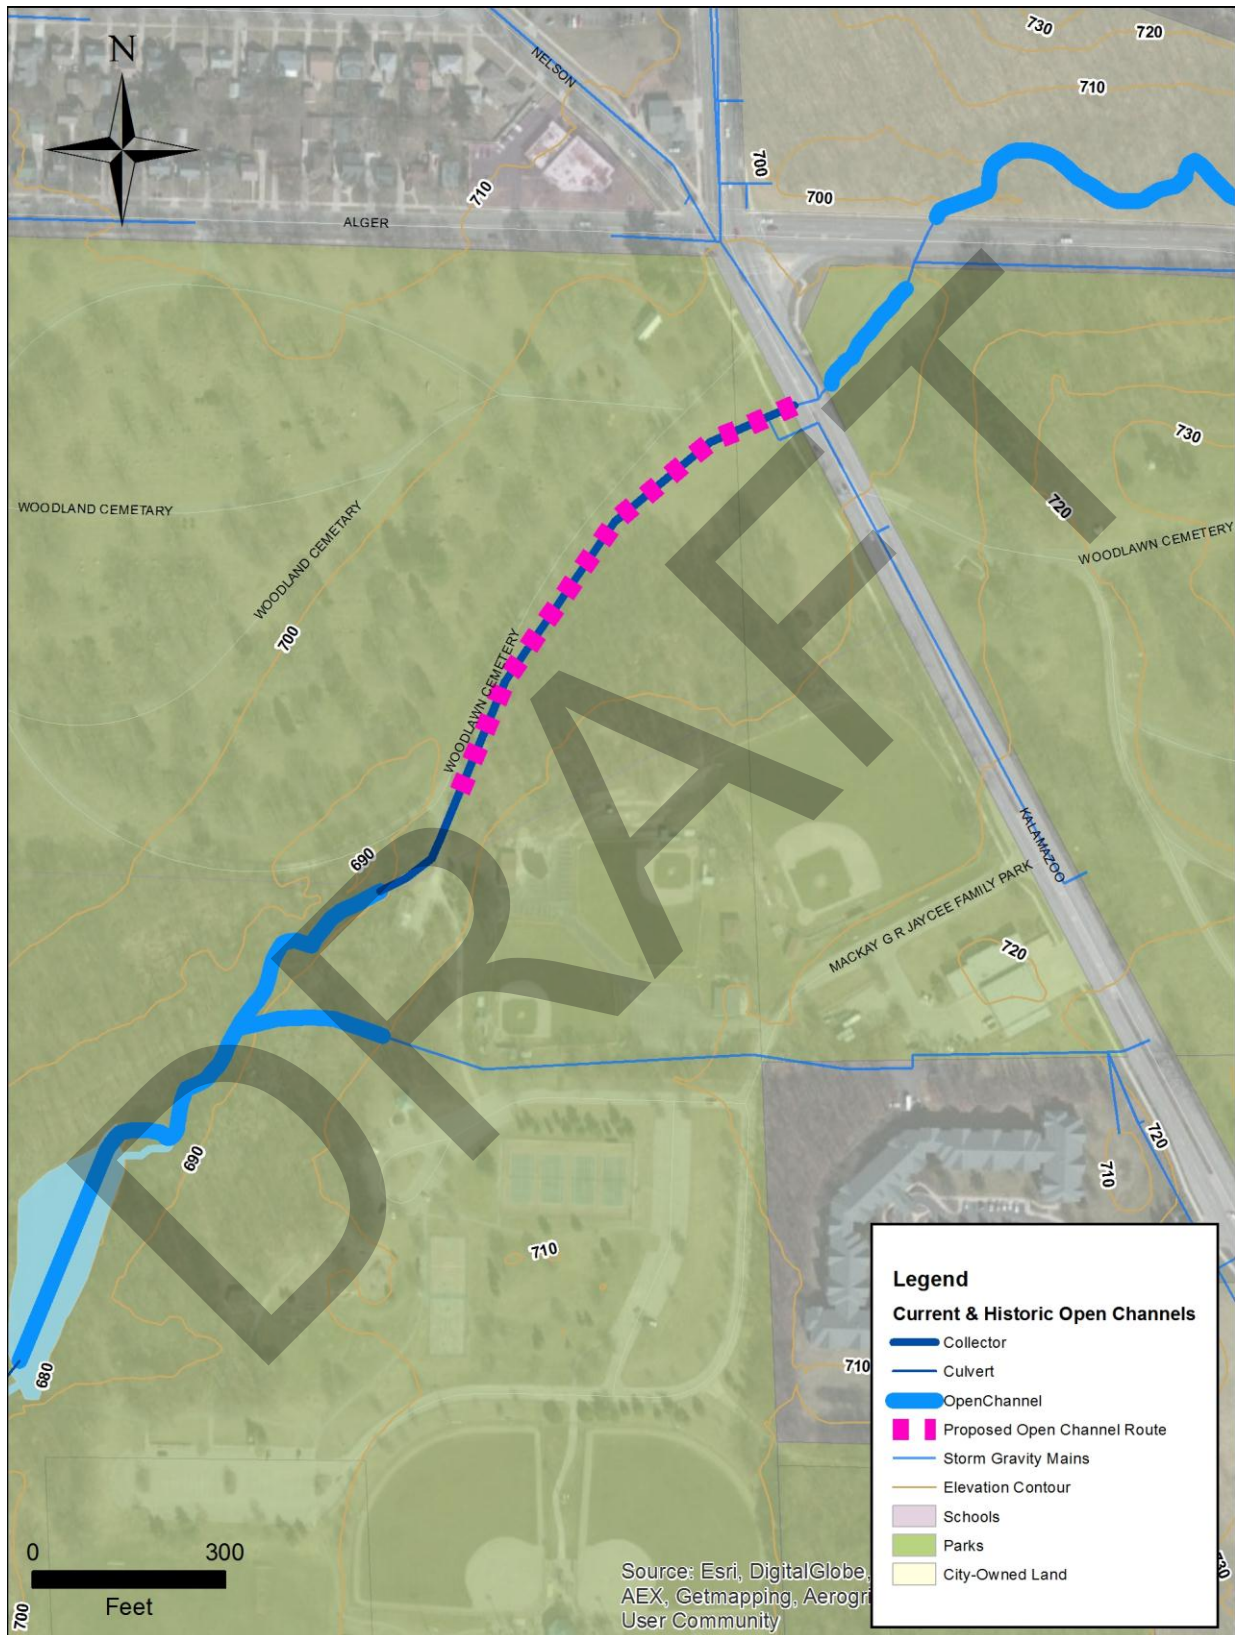 730
720
N
NELSON
710
700
710
700
ALGER
730
WOODLAND CEMETARY
WOODLAND CEMETARY
720
WOODLAWN CEMETERY
700
WOODLAWN CEMETERY
KALAMAZOO
690
MACKAY G R JAYCEE FAMILY PARK
720
DRAFT
690
720
710
710
710
680
Legend
Current & Historic Open Channels
Collector
Culvert
OpenChannel
Proposed Open Channel Route
Storm Gravity Mains
Elevation Contour
Schools
Parks
City-Owned Land
0 300
Feet
700
730
Source: Esri, DigitalGlobe,
AEX, Getmapping, Aerogri
User Community